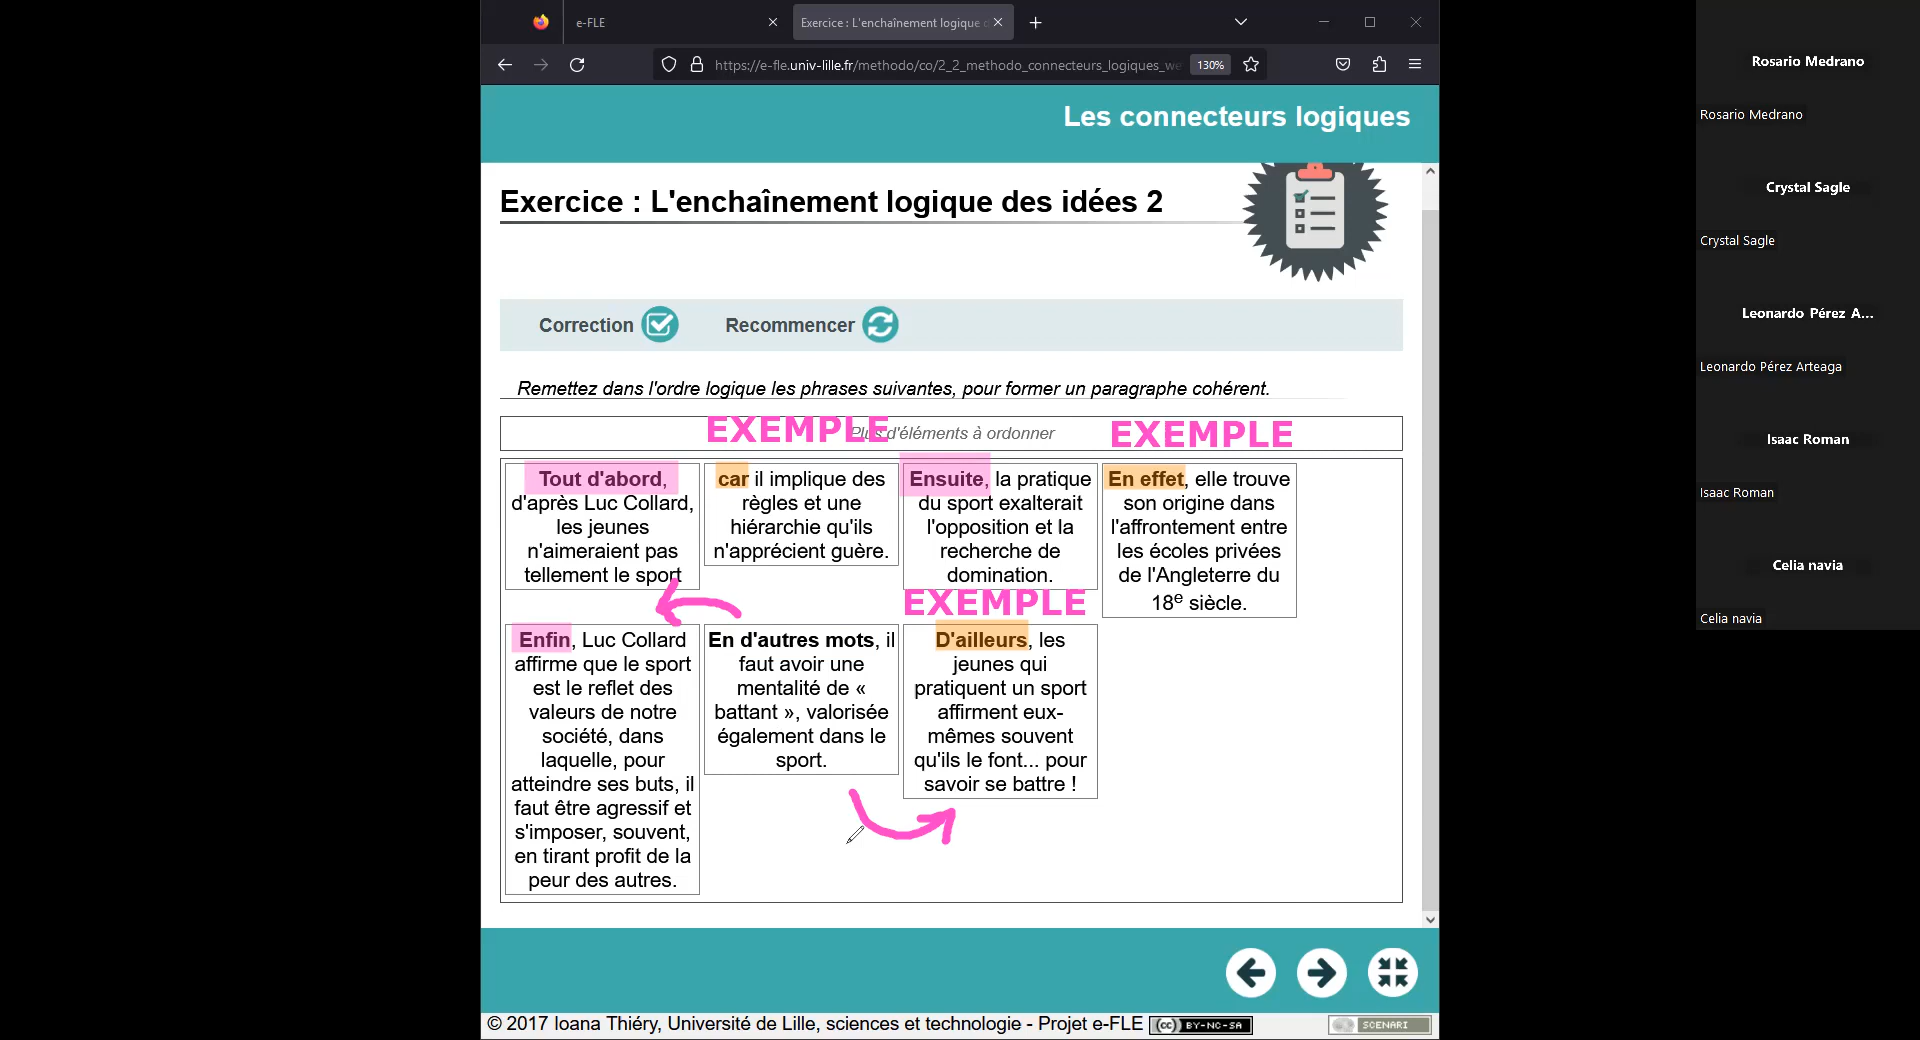 e-FLE
Exercice : L'enchaînement logique d
https://e-fle.univ-lille.fr/methodo/co/2_2_methodo_connecteurs_logiques_we
130%
Les connecteurs logiques
Exercice : L'enchaînement logique des idées 2
Correction
Recommencer
Remettez dans l'ordre logique les phrases suivantes, pour former un paragraphe cohérent.
EXEMPLE
Plus d'éléments à ordonner
EXEMPLE
Tout d'abord,
d'après Luc Collard,
les jeunes
n'aimeraient pas
tellement le sport
car il implique des
règles et une
hiérarchie qu'ils
n'apprécient guère.
Ensuite, la pratique
du sport exalterait
l'opposition et la
recherche de
domination.
En effet, elle trouve
son origine dans
l'affrontement entre
les écoles privées
de l'Angleterre du
18e siècle.
EXEMPLE
Enfin, Luc Collard
affirme que le sport
est le reflet des
valeurs de notre
société, dans
laquelle, pour
atteindre ses buts, il
faut être agressif et
s'imposer, souvent,
en tirant profit de la
peur des autres.
En d'autres mots, il
faut avoir une
mentalité de «
battant », valorisée
également dans le
sport.
D'ailleurs, les
jeunes qui
pratiquent un sport
affirment eux-
mêmes souvent
qu'ils le font... pour
savoir se battre !
© 2017 Ioana Thiéry, Université de Lille, sciences et technologie - Projet e-FLE
cc BY-NC-SA
SCENARI
Rosario Medrano
Rosario Medrano
Crystal Sagle
Crystal Sagle
Leonardo Pérez A...
Leonardo Pérez Arteaga
Isaac Roman
Isaac Roman
Celia navia
Celia navia